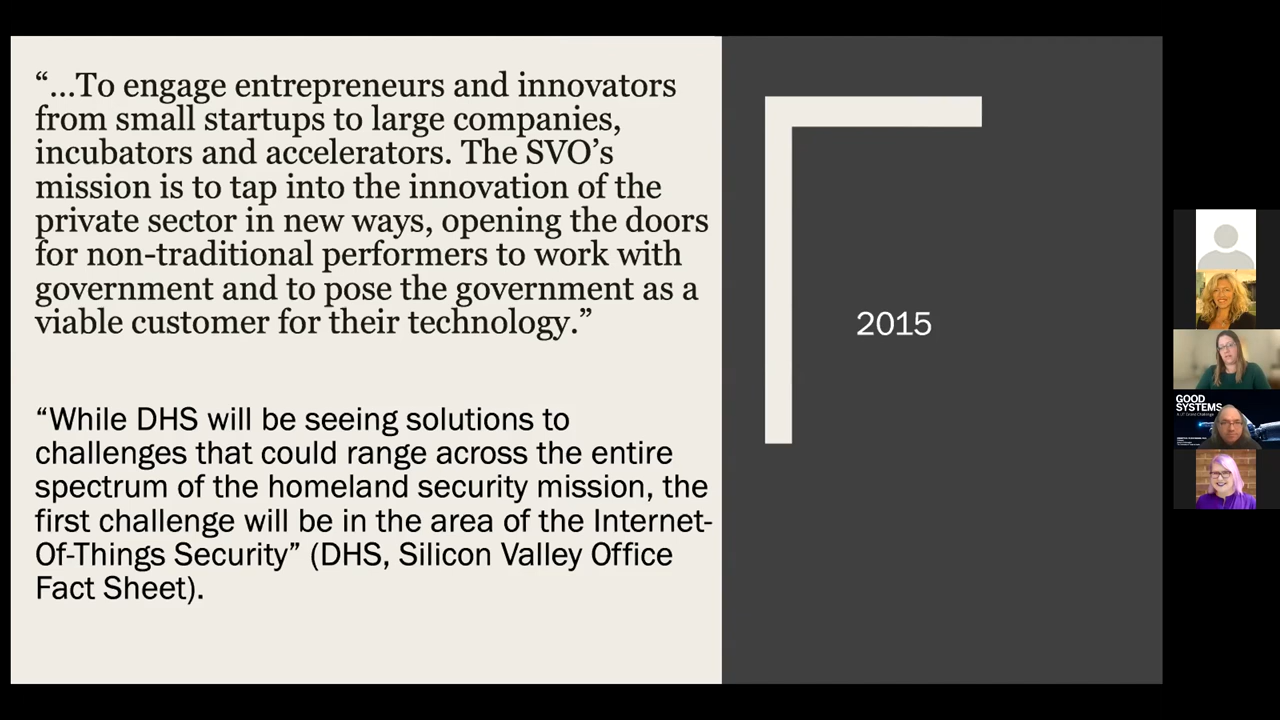 “...To engage entrepreneurs and innovators
from small startups to large companies,
incubators and accelerators. The SVO’s
mission is to tap into the innovation of the
private sector in new ways, opening the doors
for non-traditional performers to work with
government and to pose the government as a
viable customer for their technology.”
“While DHS will be seeing solutions to
challenges that could range across the entire
spectrum of the homeland security mission, the
first challenge will be in the area of the Internet-
Of-Things Security” (DHS, Silicon Valley Office
Fact Sheet).
2015
GOOD
SYSTEMS